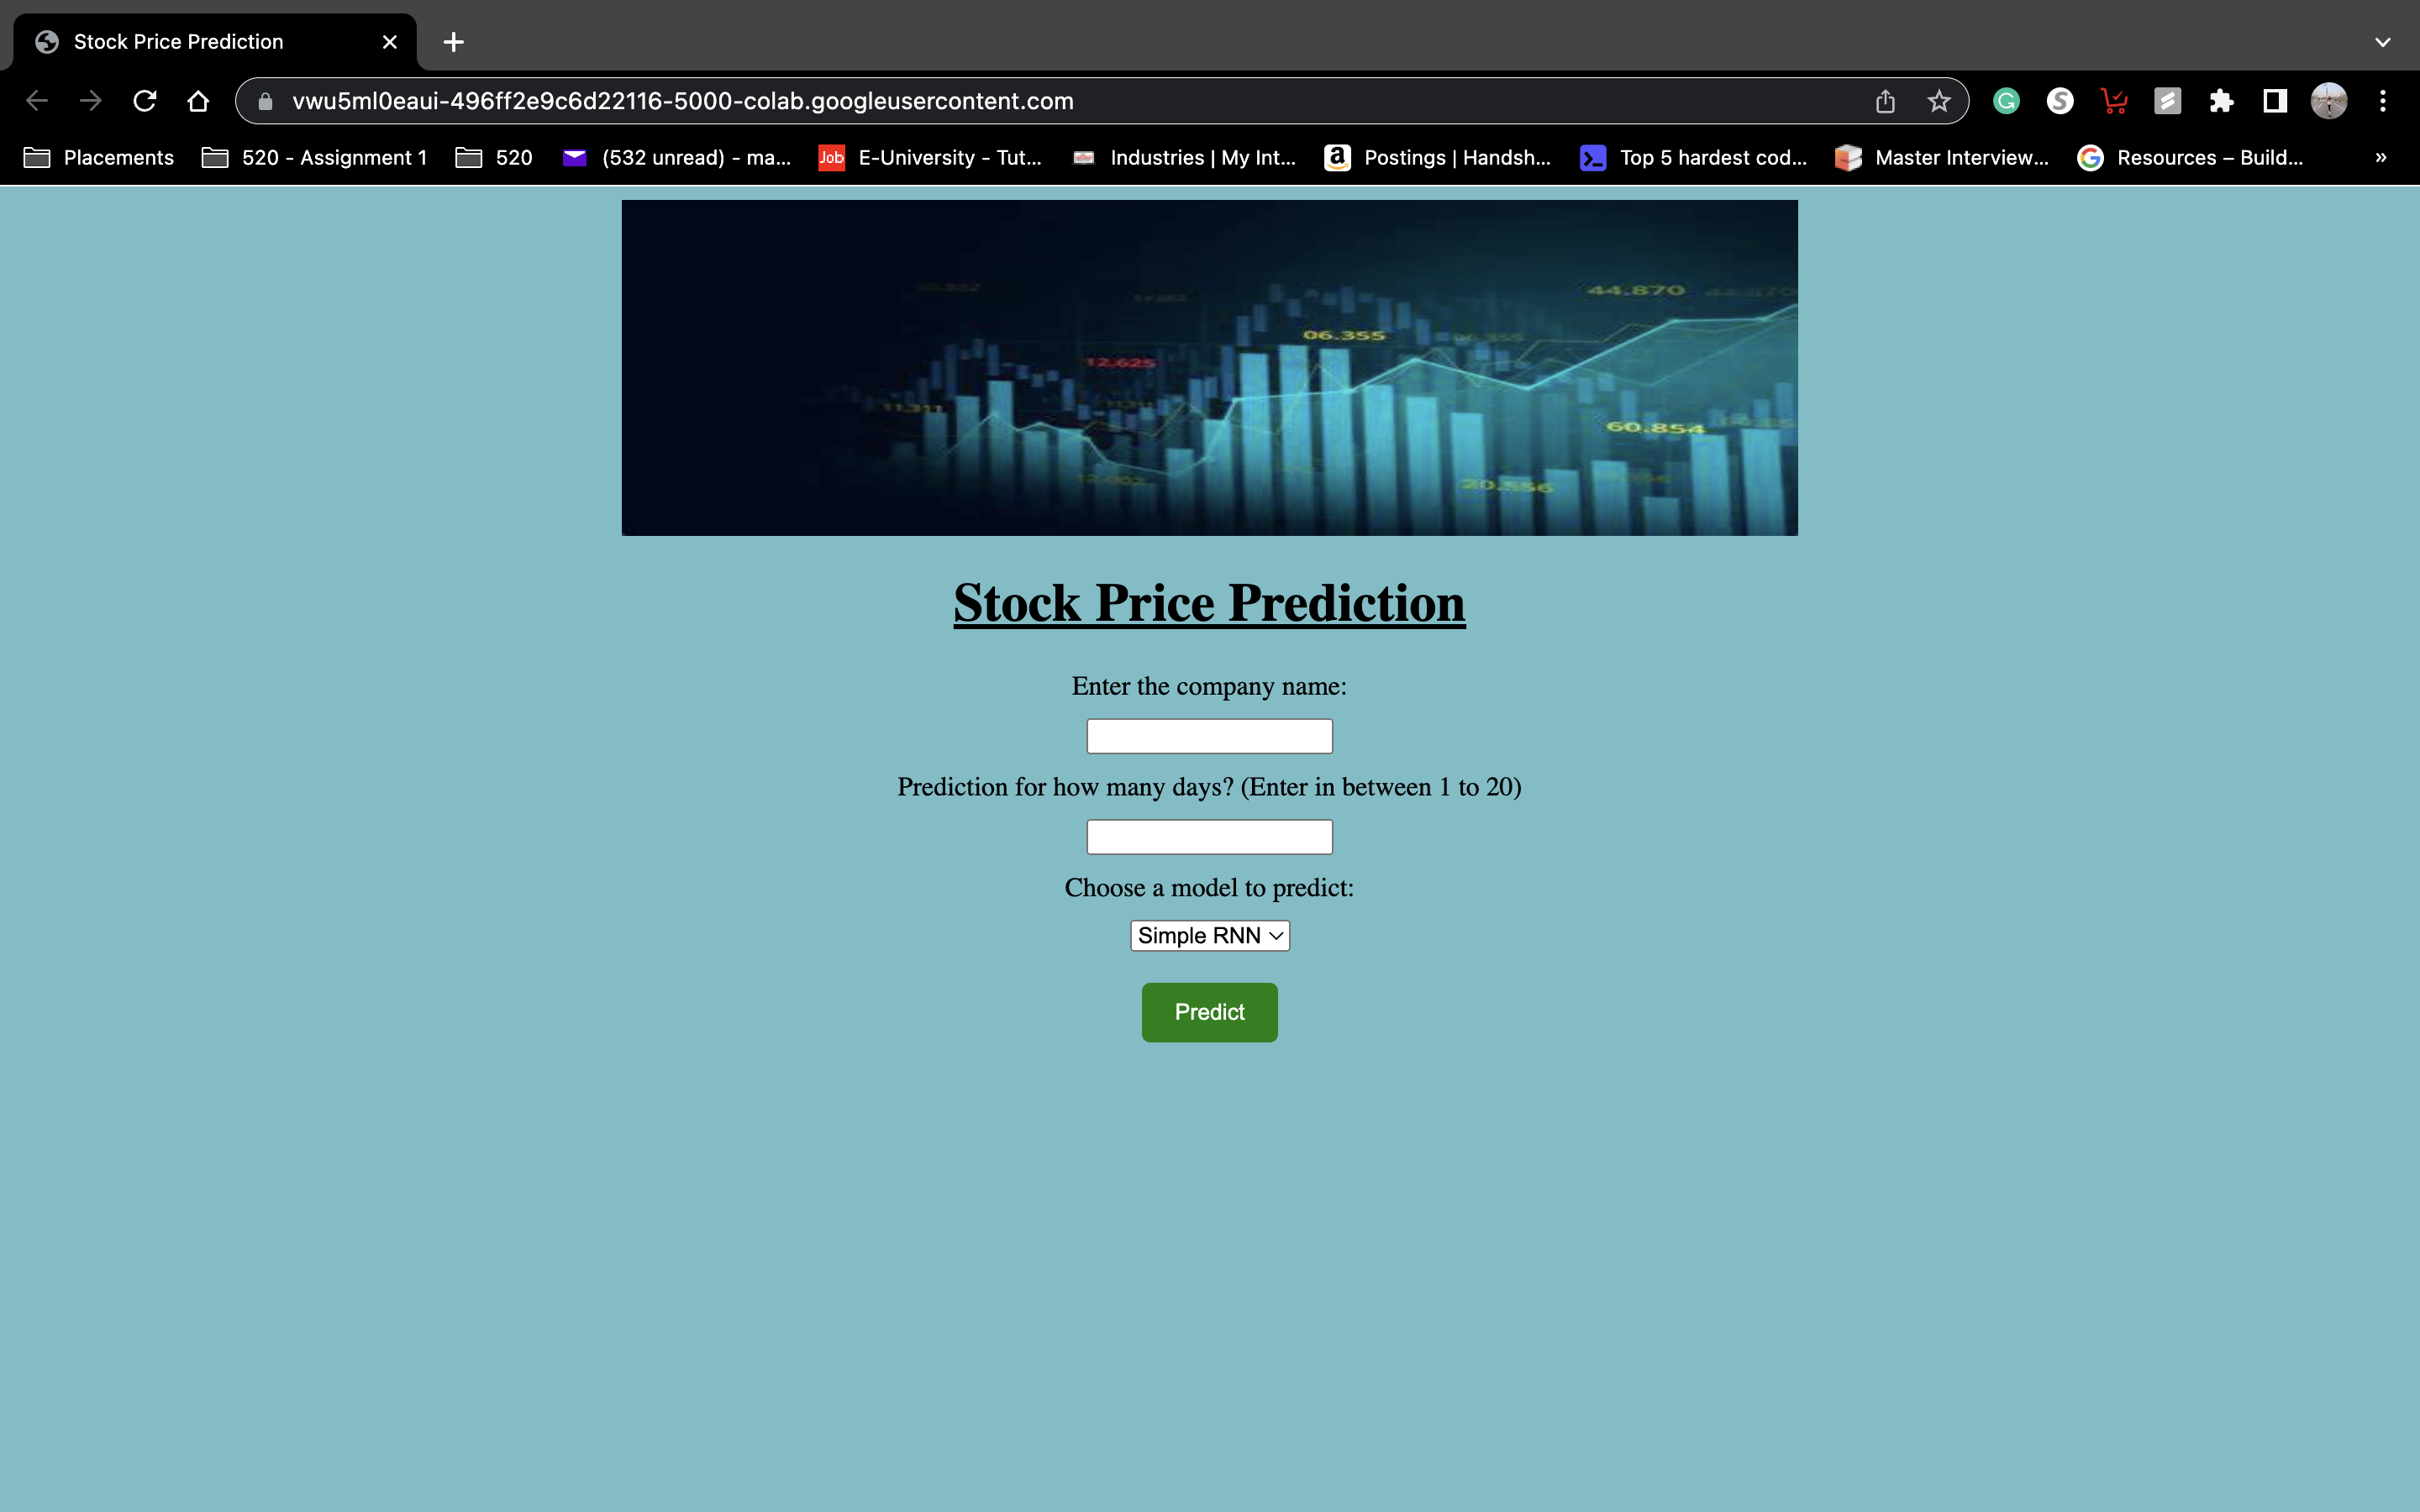 Stock Price Prediction
vwu5ml0eaui-496ff2e9c6d22116-5000-colab.googleusercontent.com
Placements 520 - Assignment 1 520 (532 unread) - ma... Job E-University - Tut... Industries | My Int... Postings | Handsh... Top 5 hardest cod... Master Interview... Resources – Build... »
44.870
06.355
12.625
11.311
60.854
20.556
Stock Price Prediction
Enter the company name:
Prediction for how many days? (Enter in between 1 to 20)
Choose a model to predict:
Simple RNN
Predict